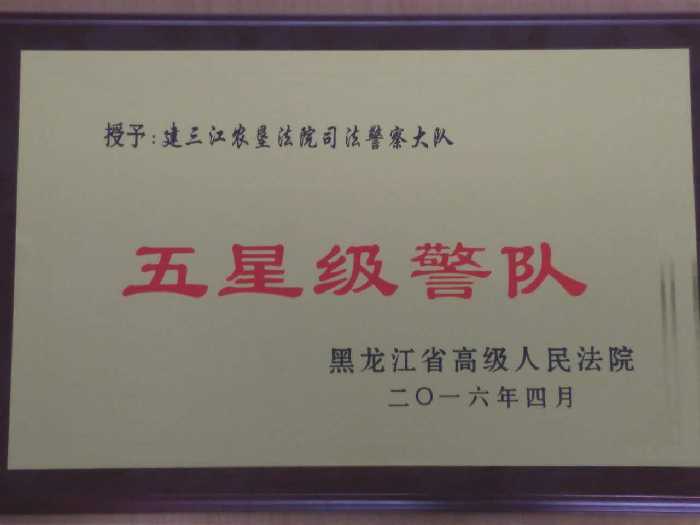 授予：建三江农垦法院司法警察大队
五星级警队
黑龙江省高级人民法院
二〇一六年四月